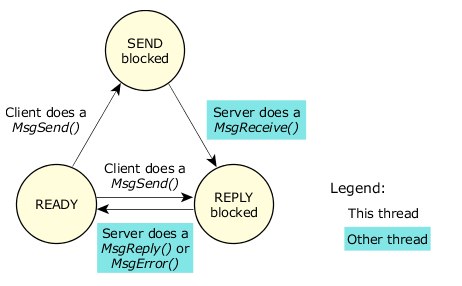 SEND
blocked
Client does a
MsgSend()
Server does a
MsgReceive()
Client does a
MsgSend()
READY
REPLY
blocked
Server does a
MsgReply() or
MsgError()
Legend:
This thread
Other thread